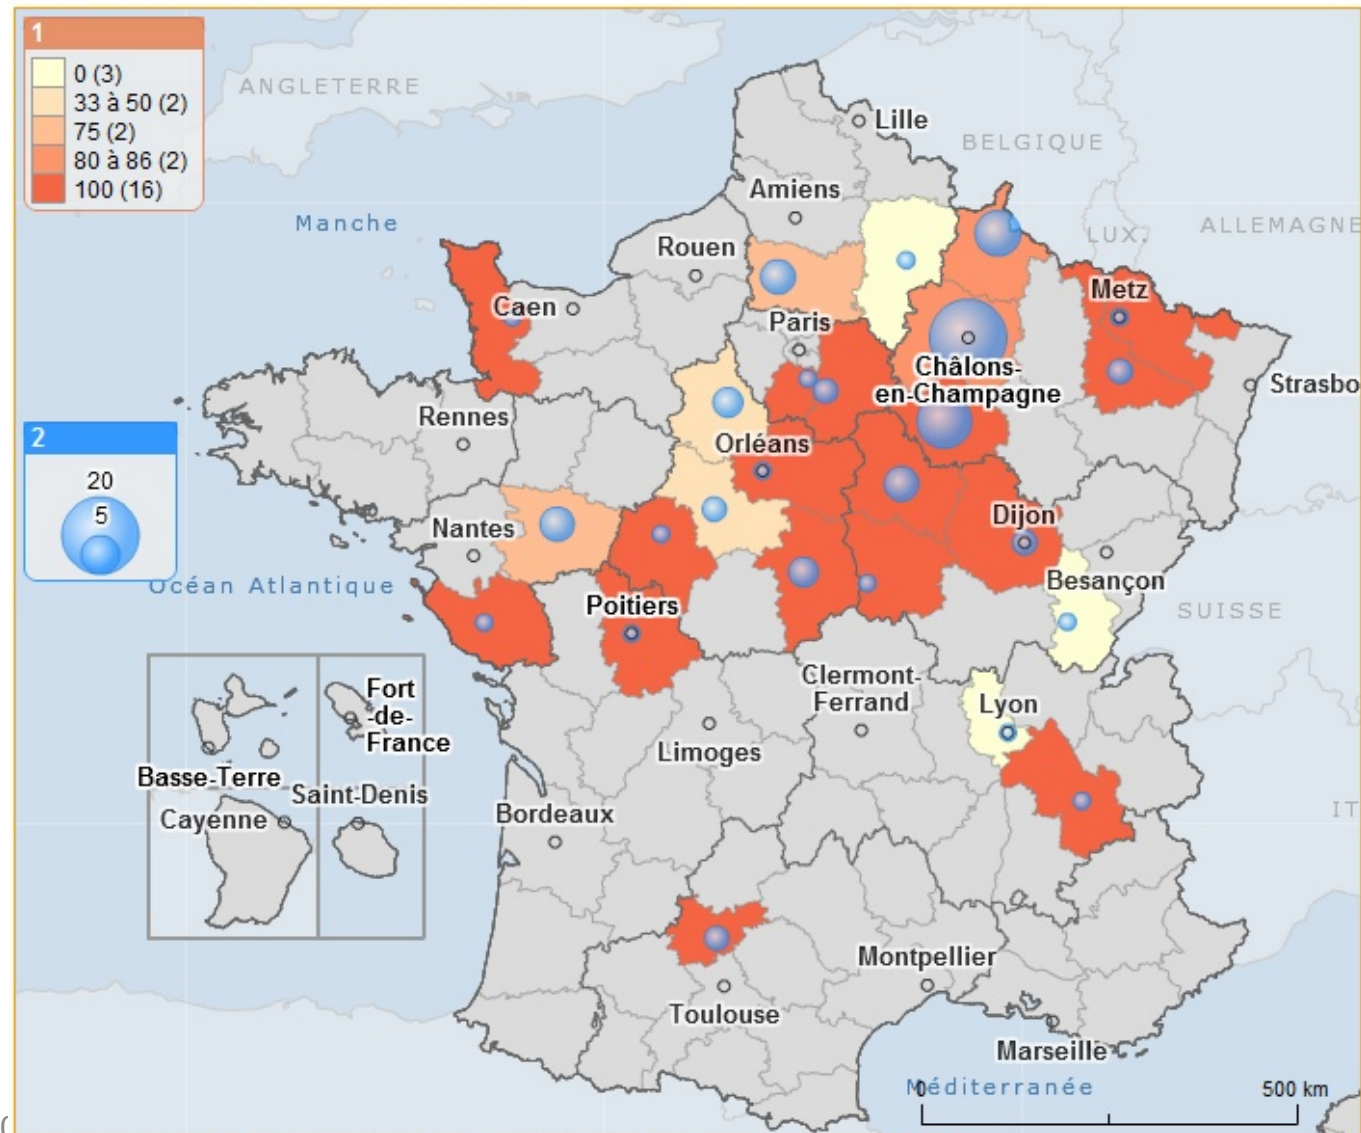 1
0 (3)
33 à 50 (2)
75 (2)
80 à 86 (2)
100 (16)
ANGLETERRE
Lille
BELGIQUE
Amiens
Manche
Rouen
LUX.
ALLEMAGNE
Metz
Caen
Paris
Châlons-
en-Champagne
Strasbo
Rennes
2
20
5
Orléans
Nantes
Dijon
Océan Atlantique
Besançon
SUISSE
Poitiers
Clermont-
Ferrand
Lyon
Limoges
Fort
-de-
France
Basse-Terre
Saint-Denis
Cayenne
Bordeaux
IT
Montpellier
Toulouse
Marseille
Méditerranée
0
500 km